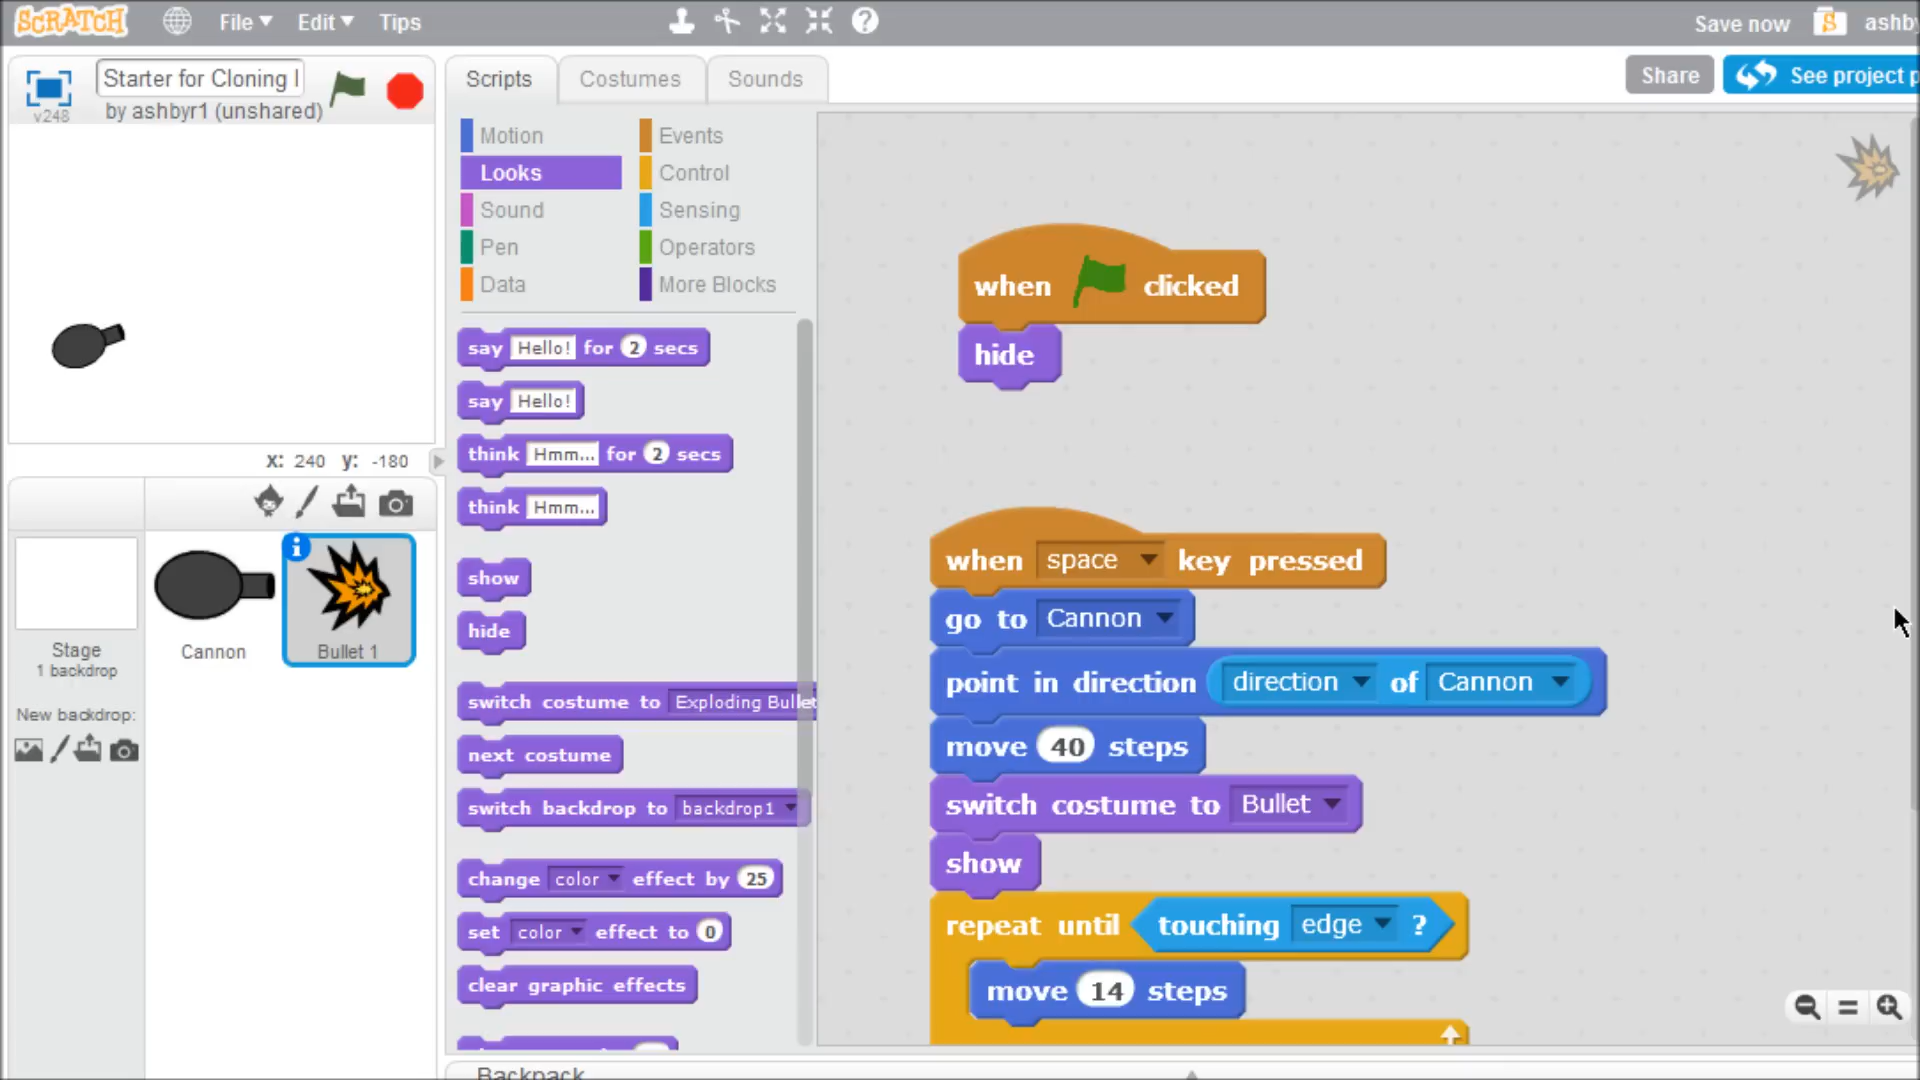 SCRATCH File Edit Tips Save now ashby
Starter for Cloning
by ashbyr1 (unshared)
v248
Scripts Costumes Sounds
Share See project p
Motion Events
Looks Control
Sound Sensing
Pen Operators
Data More Blocks
say Hello! for 2 secs
say Hello!
think Hmm... for 2 secs
think Hmm...
show
hide
switch costume to Exploding Bullet
next costume
switch backdrop to backdrop1
change color effect by 25
set color effect to 0
clear graphic effects
when clicked
hide
when space key pressed
go to Cannon
point in direction direction of Cannon
move 40 steps
switch costume to Bullet
show
repeat until touching edge ?
move 14 steps
x: 240 y: -180
Cannon
Bullet 1
Stage
1 backdrop
New backdrop:
Backpack